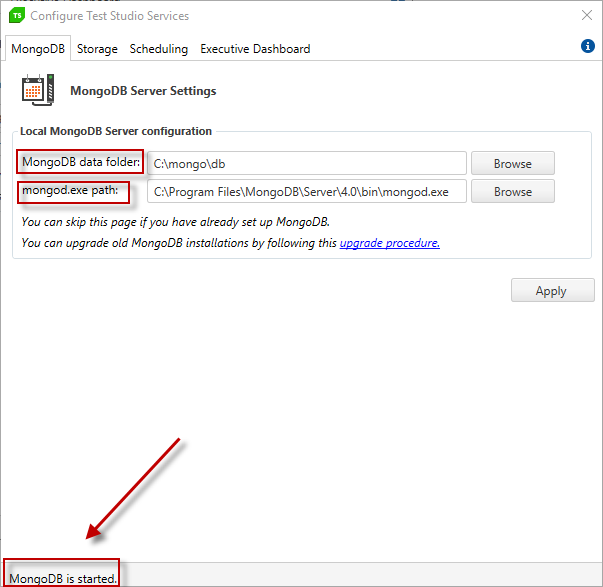 TS Configure Test Studio Services
MongoDB Storage Scheduling Executive Dashboard
MongoDB Server Settings
Local MongoDB Server configuration
MongoDB data folder: C:\mongo\db Browse
mongod.exe path: C:\Program Files\MongoDB\Server\4.0\bin\mongod.exe Browse
You can skip this page if you have already set up MongoDB.
You can upgrade old MongoDB installations by following this upgrade procedure.
Apply
MongoDB is started.